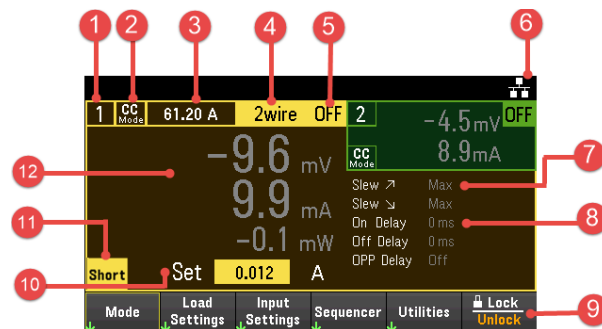 1 2 3 4 5 6
1 CC Mode 61.20 A 2wire OFF 2 -4.5mV OFF
-9.6 mV CC Mode 8.9mA
7
12
Slew ↗ Max
9.9 mA Slew ↘ Max
On Delay 0 ms
8
-0.1 mW Off Delay 0 ms
11
OPP Delay Off
Short Set 0.012 A
10
Mode Load Settings Input Settings Sequencer Utilities Lock Unlock
9